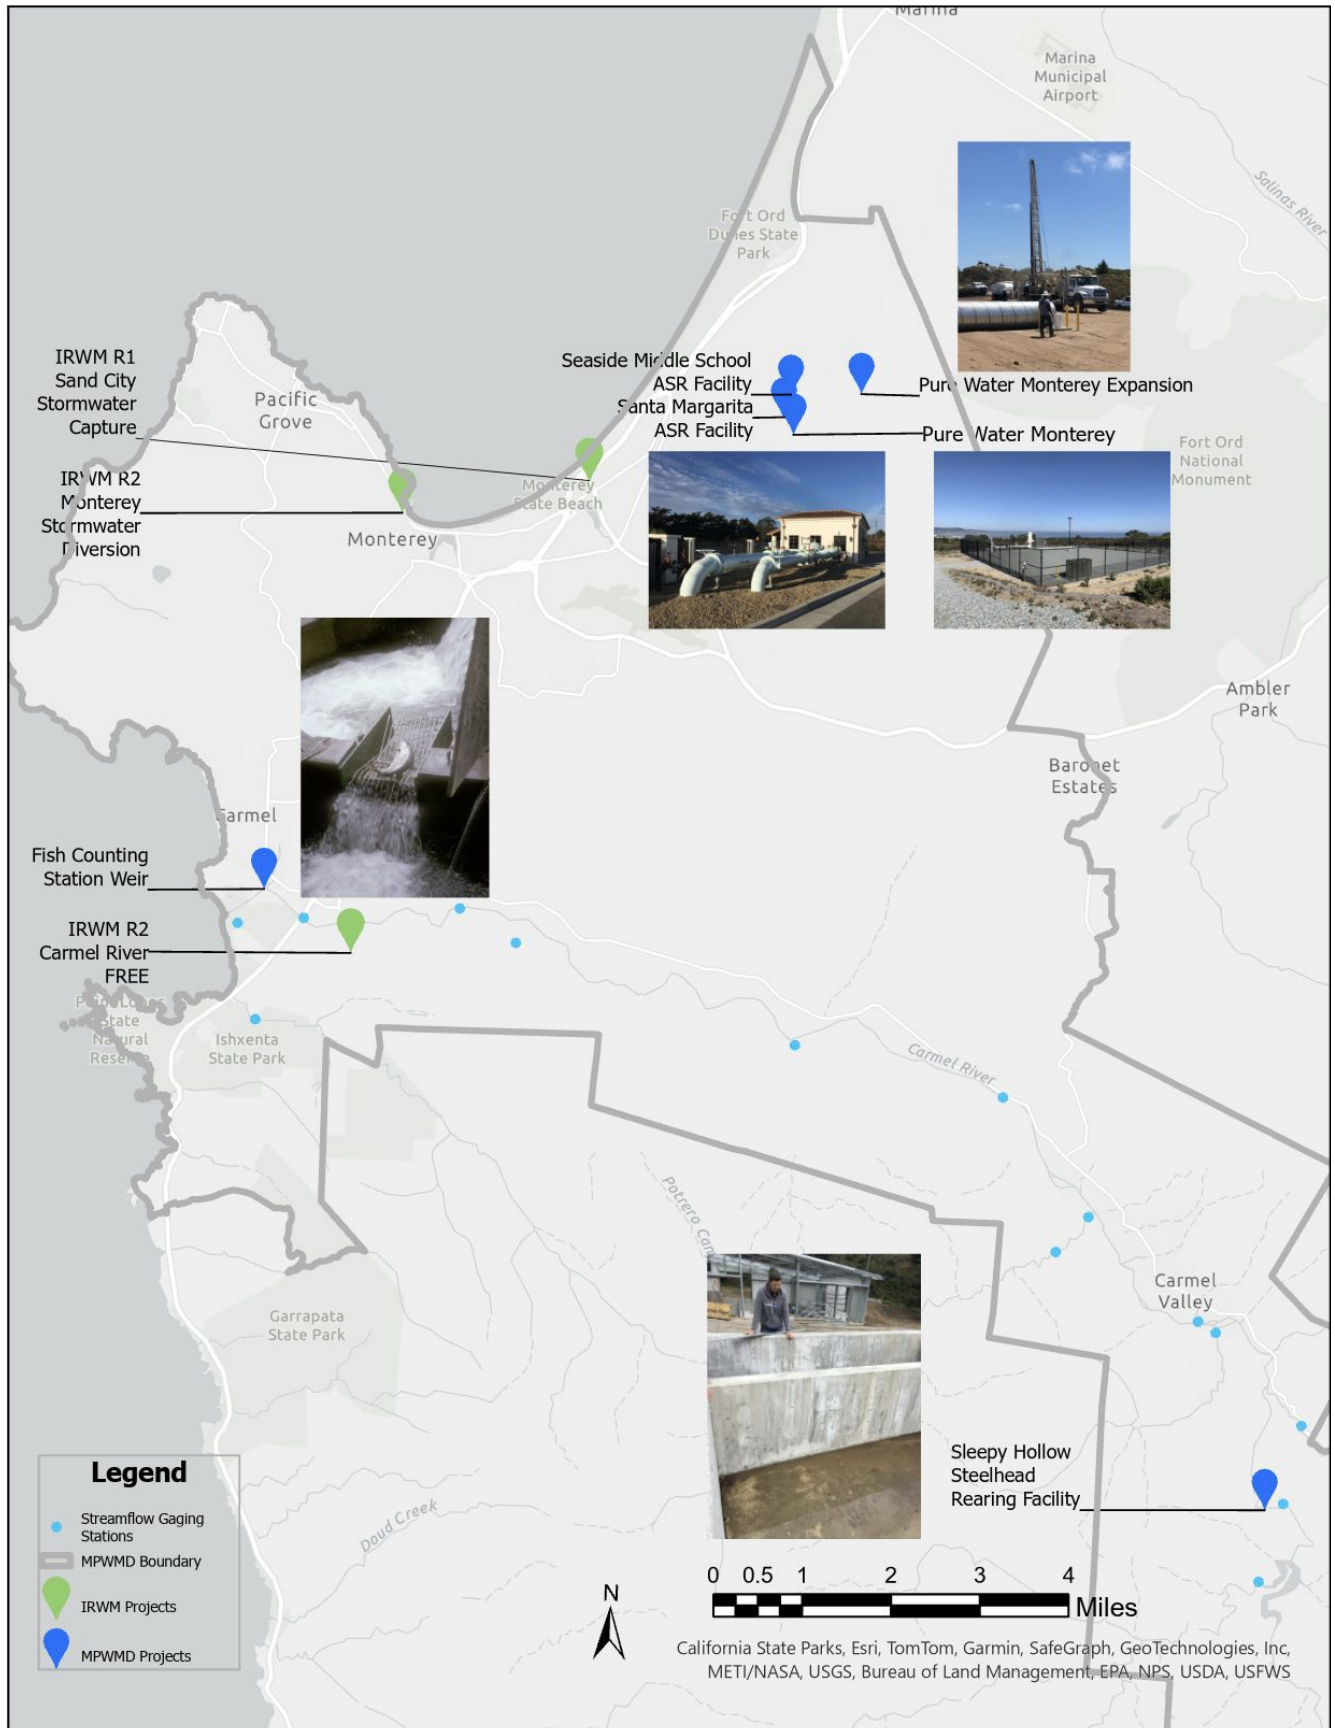 Marina
Marina
Municipal
Airport
Salinas River
Fort Ord
Dunes State
Park
IRWM R1
Sand City
Stormwater
Capture
Pacific
Grove
Seaside Middle School
ASR Facility
Santa Margarita
ASR Facility
Pure Water Monterey Expansion
Pure Water Monterey
Fort Ord
National
Monument
IRWM R2
Monterey
Stormwater
Diversion
Monterey
State Beach
Monterey
Ambler
Park
Baronet
Estates
Carmel
Fish Counting
Station Weir
IRWM R2
Carmel River
FREE
Point Lobos
State
Natural
Reserve
Ishxenta
State Park
Carmel River
Potrero Can
Carmel
Valley
Garrapata
State Park
Doud Creek
Sleepy Hollow
Steelhead
Rearing Facility
Legend
Streamflow Gaging
Stations
MPWMD Boundary
IRWM Projects
MPWMD Projects
N
0 0.5 1 2 3 4
Miles
California State Parks, Esri, TomTom, Garmin, SafeGraph, GeoTechnologies, Inc,
METI/NASA, USGS, Bureau of Land Management, EPA, NPS, USDA, USFWS